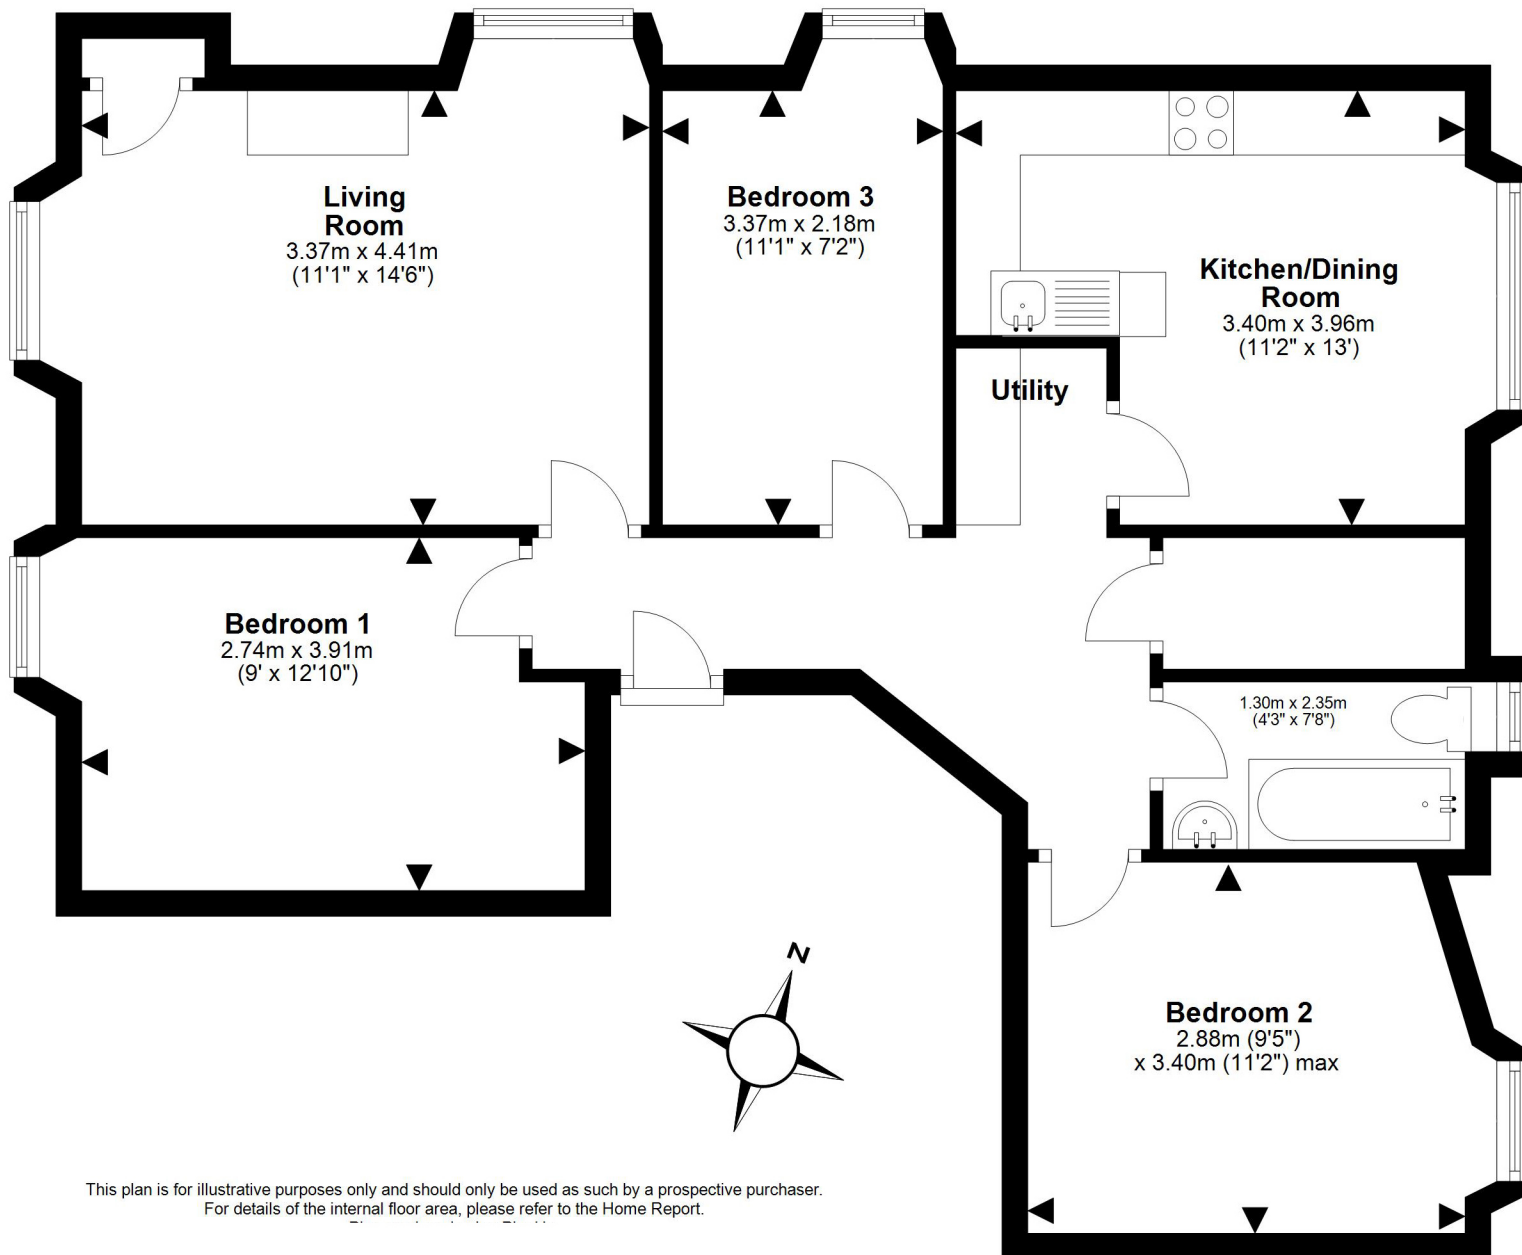 Living
Room
3.37m x 4.41m
(11'1" x 14'6")
Bedroom 3
3.37m x 2.18m
(11'1" x 7'2")
Kitchen/Dining
Room
3.40m x 3.96m
(11'2" x 13')
Utility
Bedroom 1
2.74m x 3.91m
(9' x 12'10")
1.30m x 2.35m
(4'3" x 7'8")
N
Bedroom 2
2.88m (9'5")
x 3.40m (11'2") max
This plan is for illustrative purposes only and should only be used as such by a prospective purchaser.
For details of the internal floor area, please refer to the Home Report.